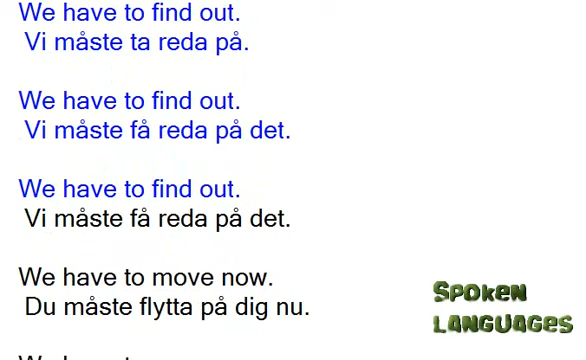 We have to find out.
Vi måste ta reda på.
We have to find out.
Vi måste få reda på det.
We have to find out.
Vi måste få reda på det.
We have to move now.
Du måste flytta på dig nu.
Spoken
Languages